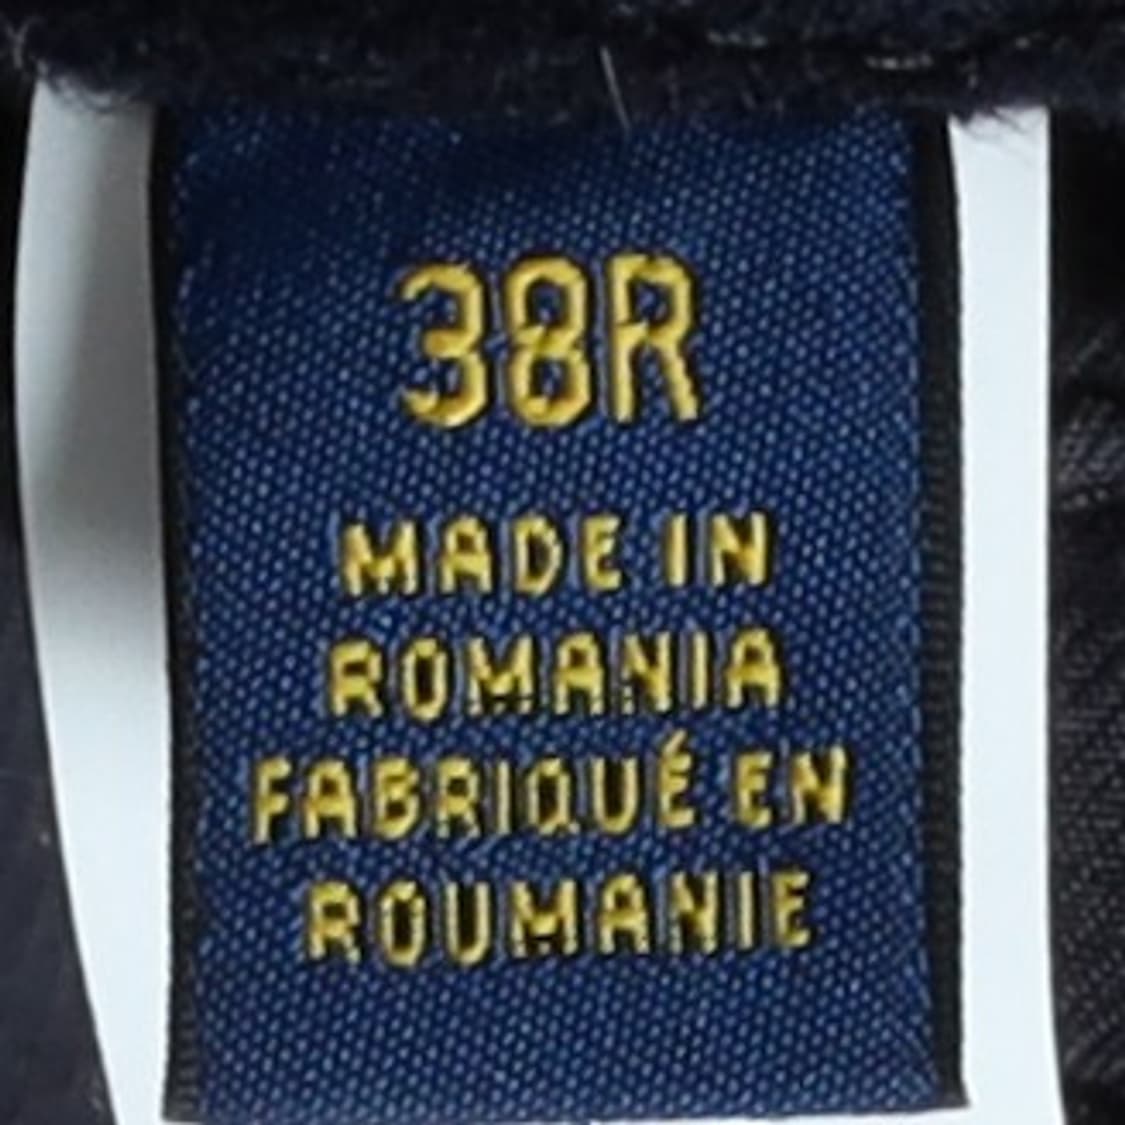 38R
MADE IN
ROMANIA
FABRIQUÉ EN
ROUMANIE